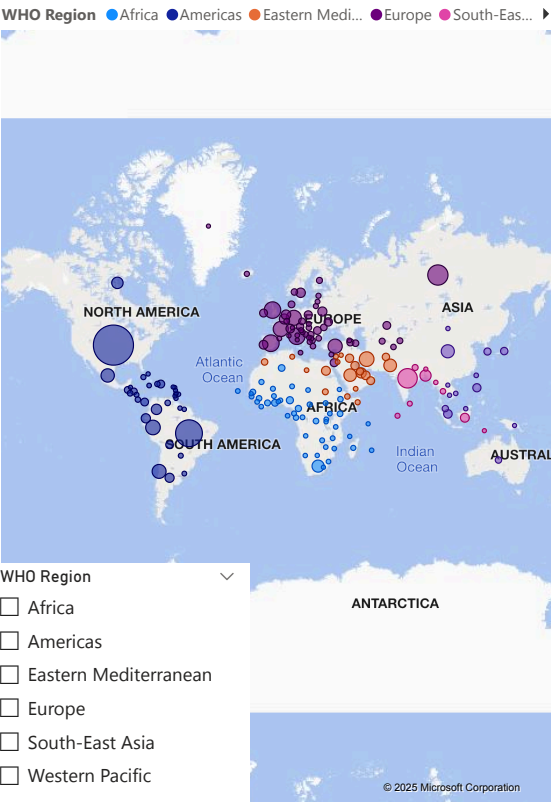 WHO Region Africa Americas Eastern Medi... Europe South-Eas...
NORTH AMERICA
EUROPE
ASIA
Atlantic
Ocean
AFRICA
SOUTH AMERICA
Indian
Ocean
AUSTRAL
WHO Region
Africa
Americas
Eastern Mediterranean
Europe
South-East Asia
Western Pacific
ANTARCTICA
© 2025 Microsoft Corporation